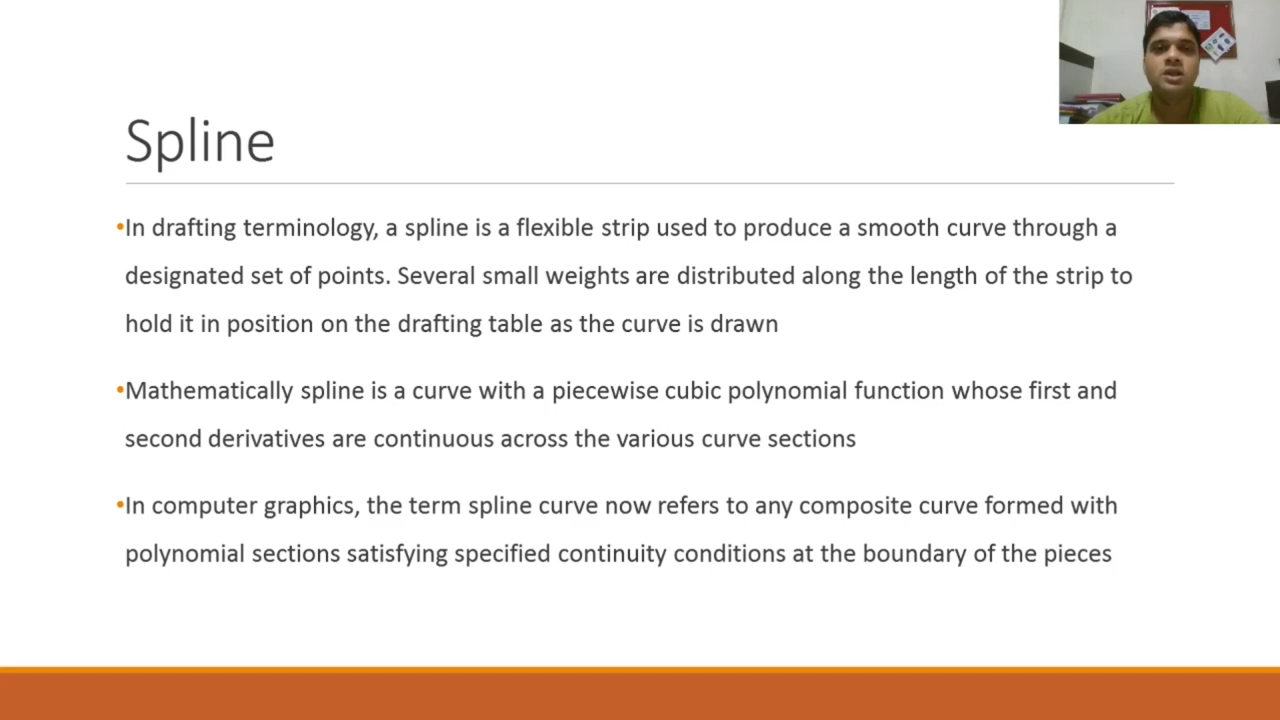 Spline
•In drafting terminology, a spline is a flexible strip used to produce a smooth curve through a
designated set of points. Several small weights are distributed along the length of the strip to
hold it in position on the drafting table as the curve is drawn
•Mathematically spline is a curve with a piecewise cubic polynomial function whose first and
second derivatives are continuous across the various curve sections
•In computer graphics, the term spline curve now refers to any composite curve formed with
polynomial sections satisfying specified continuity conditions at the boundary of the pieces